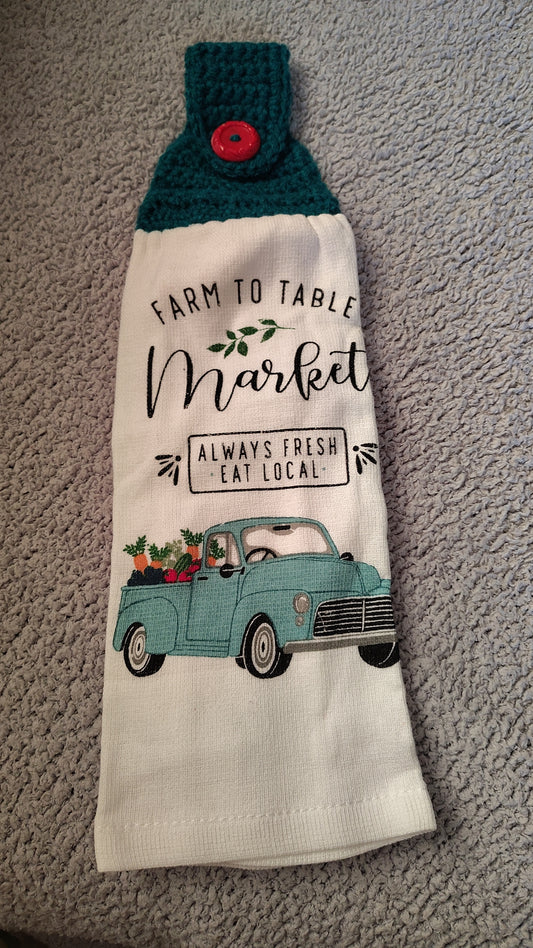 FARM TO TABLE
Market
ALWAYS FRESH
· EAT LOCAL ·